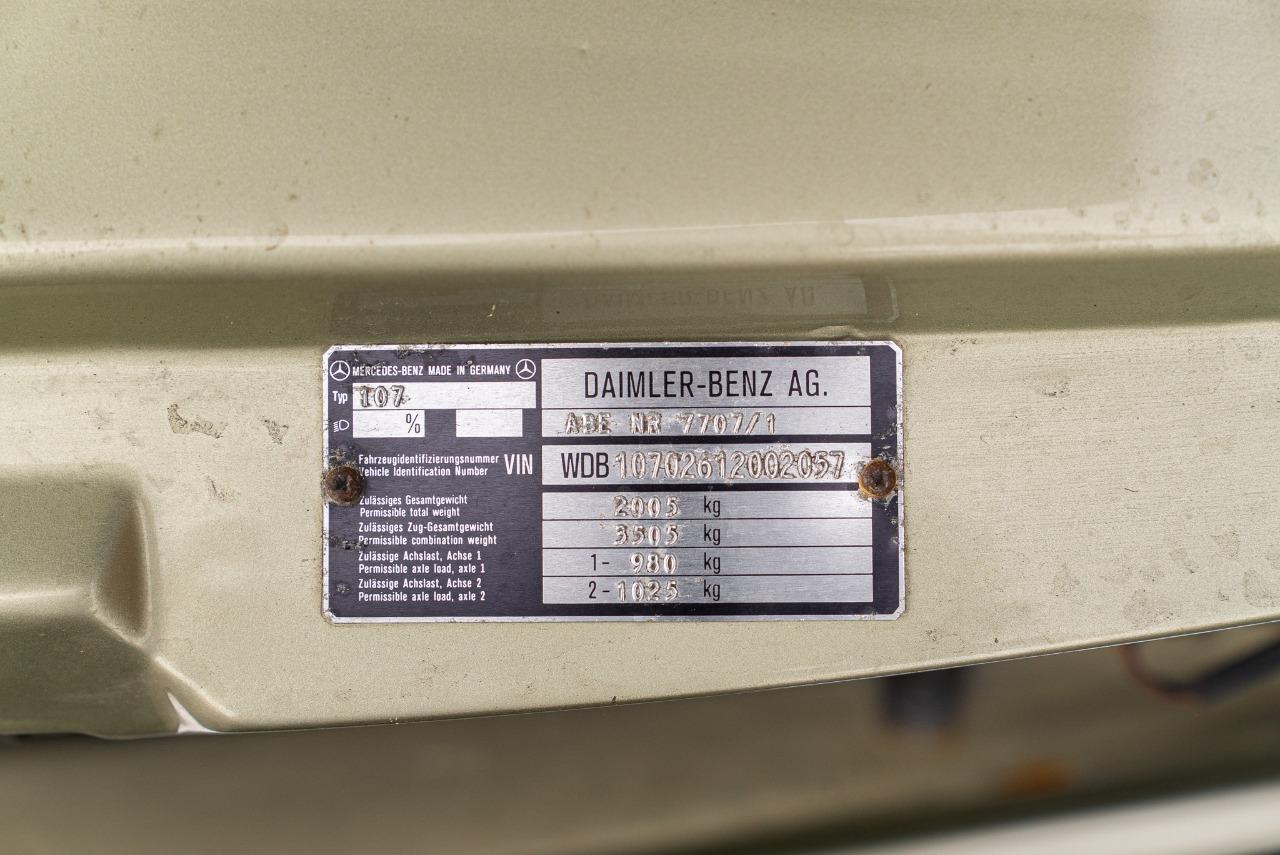 MERCEDES-BENZ MADE IN GERMANY
Typ 107
%
DAIMLER-BENZ AG.
ABE NR 7707/1
Fahrzeugidentifizierungsnummer
Vehicle Identification Number
VIN
WDB 10702612002057
Zulässiges Gesamtgewicht
Permissible total weight
2005 kg
Zulässiges Zug-Gesamtgewicht
Permissible combination weight
3505 kg
Zulässige Achslast, Achse 1
Permissible axle load, axle 1
1- 980 kg
Zulässige Achslast, Achse 2
Permissible axle load, axle 2
2- 1025 kg